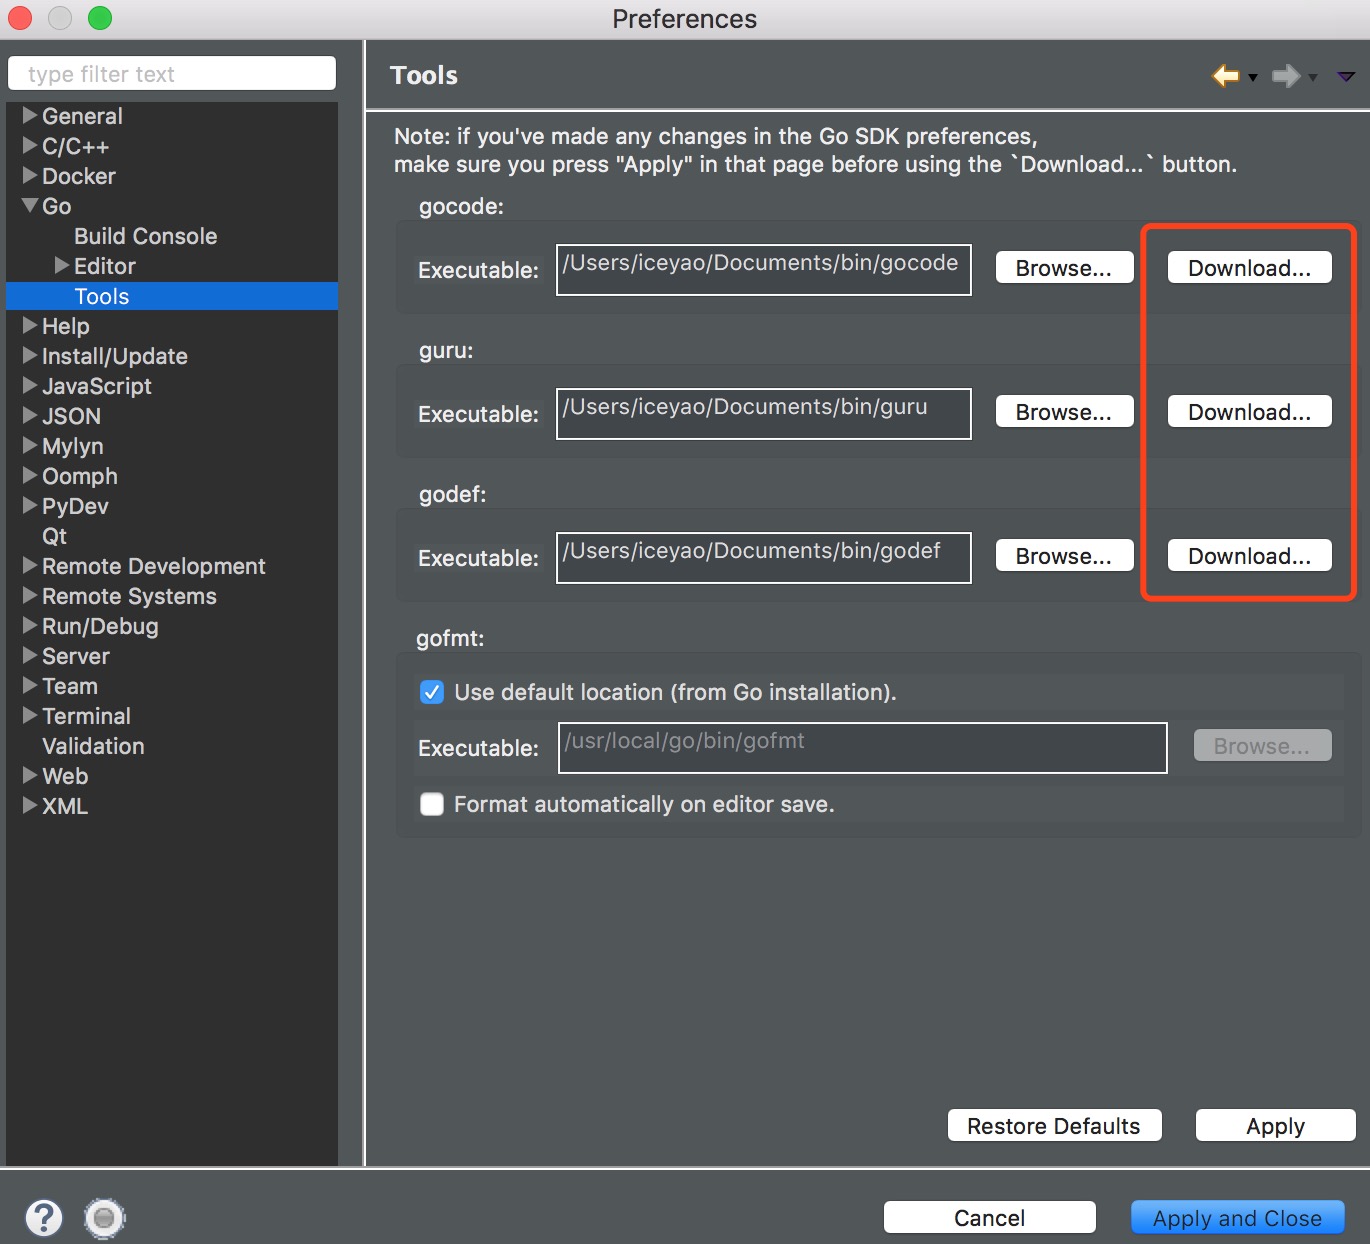 Preferences
type filter text
General
C/C++
Docker
Go
Build Console
Editor
Tools
Help
Install/Update
JavaScript
JSON
Mylyn
Oomph
PyDev
Qt
Remote Development
Remote Systems
Run/Debug
Server
Team
Terminal
Validation
Web
XML
Tools
Note: if you've made any changes in the Go SDK preferences,
make sure you press "Apply" in that page before using the `Download...` button.
gocode:
Executable: /Users/iceyao/Documents/bin/gocode Browse... Download...
guru:
Executable: /Users/iceyao/Documents/bin/guru Browse... Download...
godef:
Executable: /Users/iceyao/Documents/bin/godef Browse... Download...
gofmt:
Use default location (from Go installation).
Executable: /usr/local/go/bin/gofmt Browse...
Format automatically on editor save.
Restore Defaults Apply
? Cancel Apply and Close